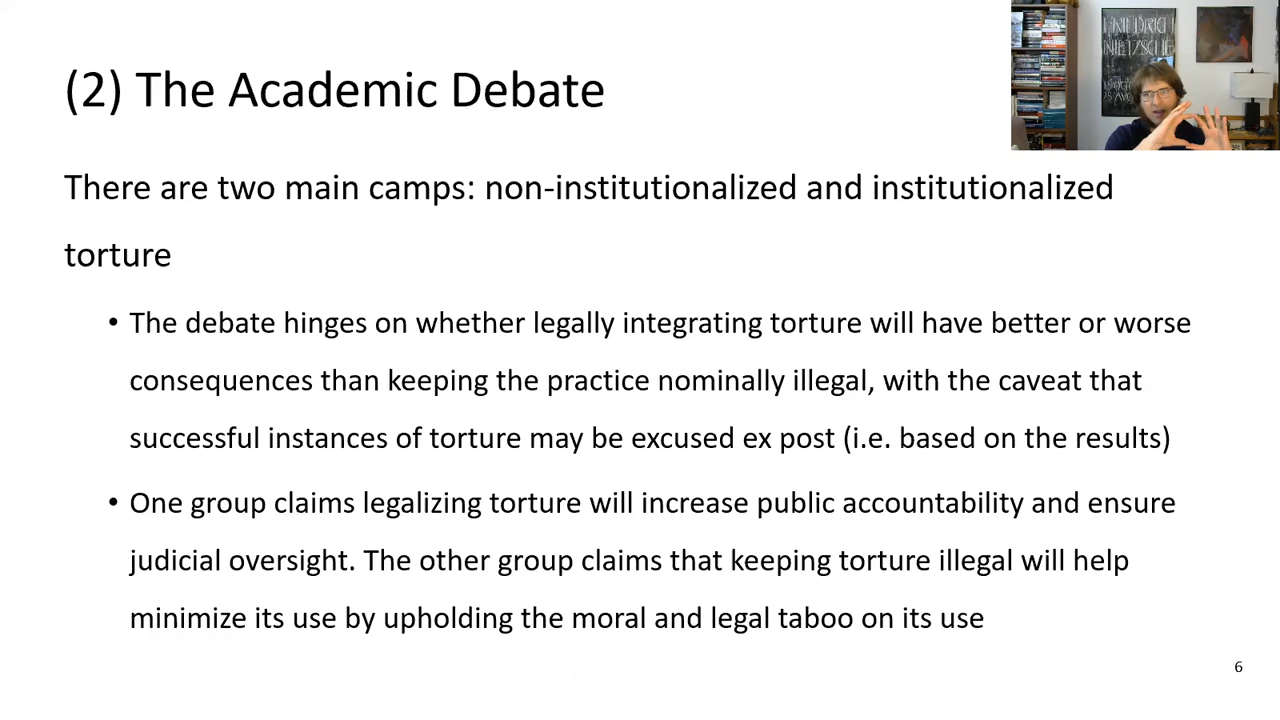 (2) The Academic Debate
FRIEDRICH
NIETZSCHE
There are two main camps: non-institutionalized and institutionalized
torture
• The debate hinges on whether legally integrating torture will have better or worse
consequences than keeping the practice nominally illegal, with the caveat that
successful instances of torture may be excused ex post (i.e. based on the results)
• One group claims legalizing torture will increase public accountability and ensure
judicial oversight. The other group claims that keeping torture illegal will help
minimize its use by upholding the moral and legal taboo on its use
6